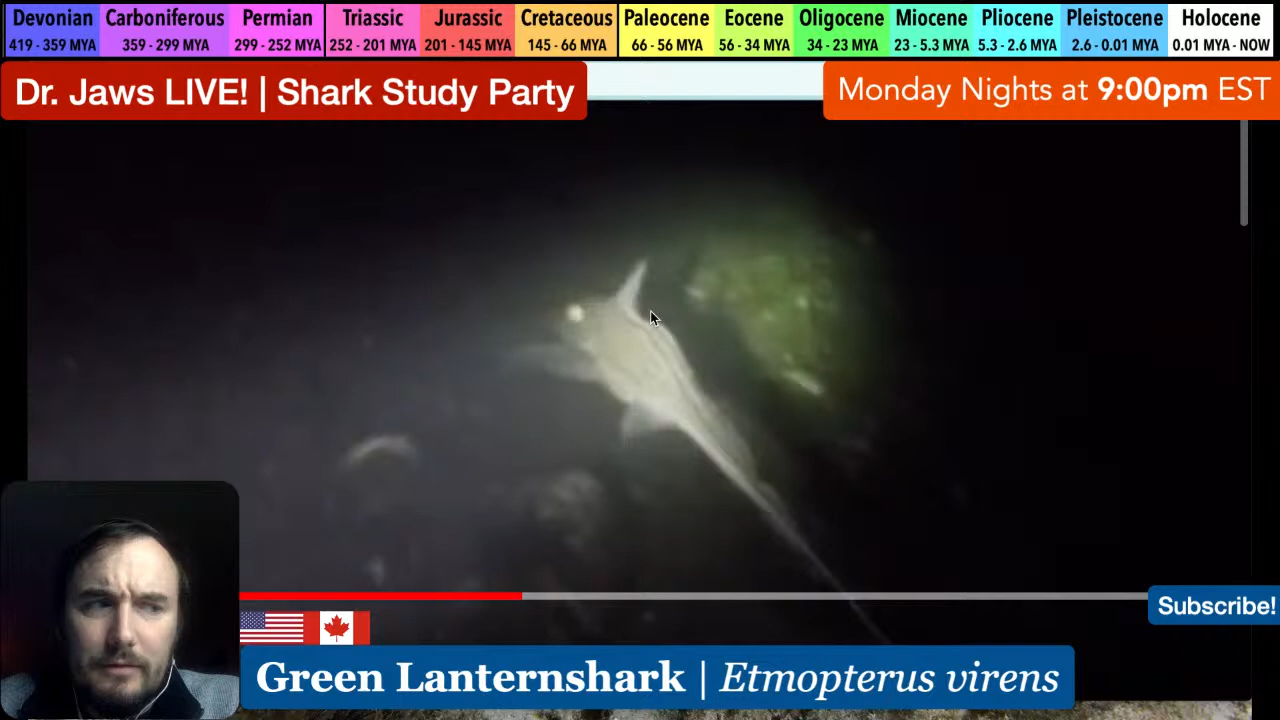 Devonian Carboniferous Permian Triassic Jurassic Cretaceous Paleocene Eocene Oligocene Miocene Pliocene Pleistocene Holocene
419 - 359 MYA 359 - 299 MYA 299 - 252 MYA 252 - 201 MYA 201 - 145 MYA 145 - 66 MYA 66 - 56 MYA 56 - 34 MYA 34 - 23 MYA 23 - 5.3 MYA 5.3 - 2.6 MYA 2.6 - 0.01 MYA 0.01 MYA - NOW
Dr. Jaws LIVE! | Shark Study Party
Monday Nights at 9:00pm EST
Subscribe!
Green Lanternshark | Etmopterus virens